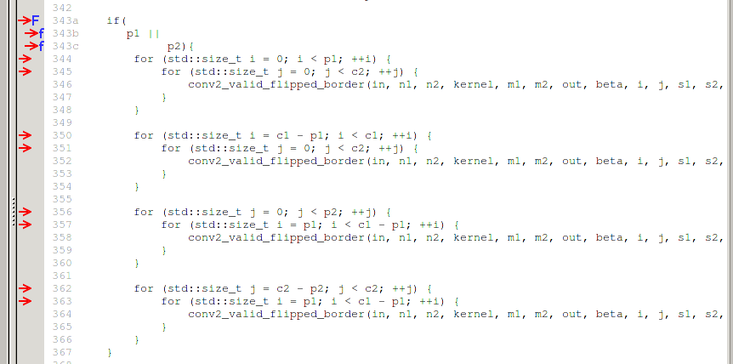 342
F 343a if(
f 343b p1 ||
f 343c p2){
344 for (std::size_t i = 0; i < p1; ++i) {
345 for (std::size_t j = 0; j < c2; ++j) {
346 conv2_valid_flipped_border(in, n1, n2, kernel, m1, m2, out, beta, i, j, s1, s2,
347 }
348 }
349
350 for (std::size_t i = c1 - p1; i < c1; ++i) {
351 for (std::size_t j = 0; j < c2; ++j) {
352 conv2_valid_flipped_border(in, n1, n2, kernel, m1, m2, out, beta, i, j, s1, s2,
353 }
354 }
355
356 for (std::size_t j = 0; j < p2; ++j) {
357 for (std::size_t i = p1; i < c1 - p1; ++i) {
358 conv2_valid_flipped_border(in, n1, n2, kernel, m1, m2, out, beta, i, j, s1, s2,
359 }
360 }
361
362 for (std::size_t j = c2 - p2; j < c2; ++j) {
363 for (std::size_t i = p1; i < c1 - p1; ++i) {
364 conv2_valid_flipped_border(in, n1, n2, kernel, m1, m2, out, beta, i, j, s1, s2,
365 }
366 }
367 }